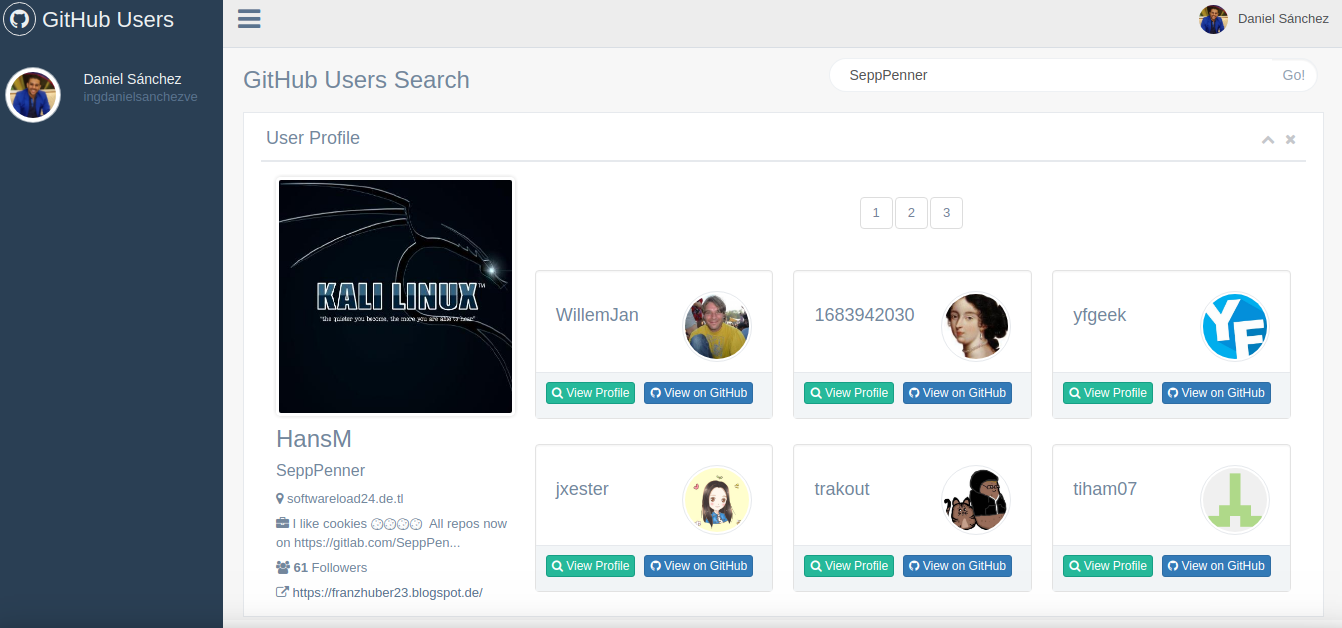 GitHub Users
Daniel Sánchez
Daniel Sánchez
ingdanielsanchezve
GitHub Users Search
SeppPenner
Go!
User Profile
KALI LINUX™
"the quieter you become, the more you are able to hear"
HansM
SeppPenner
softwareload24.de.tl
I like cookies 🍪🍪🍪🍪 All repos now
on https://gitlab.com/SeppPen...
61 Followers
https://franzhuber23.blogspot.de/
1 2 3
WillemJan
View Profile View on GitHub
1683942030
View Profile View on GitHub
yfgeek
YF
View Profile View on GitHub
jxester
View Profile View on GitHub
trakout
View Profile View on GitHub
tiham07
View Profile View on GitHub